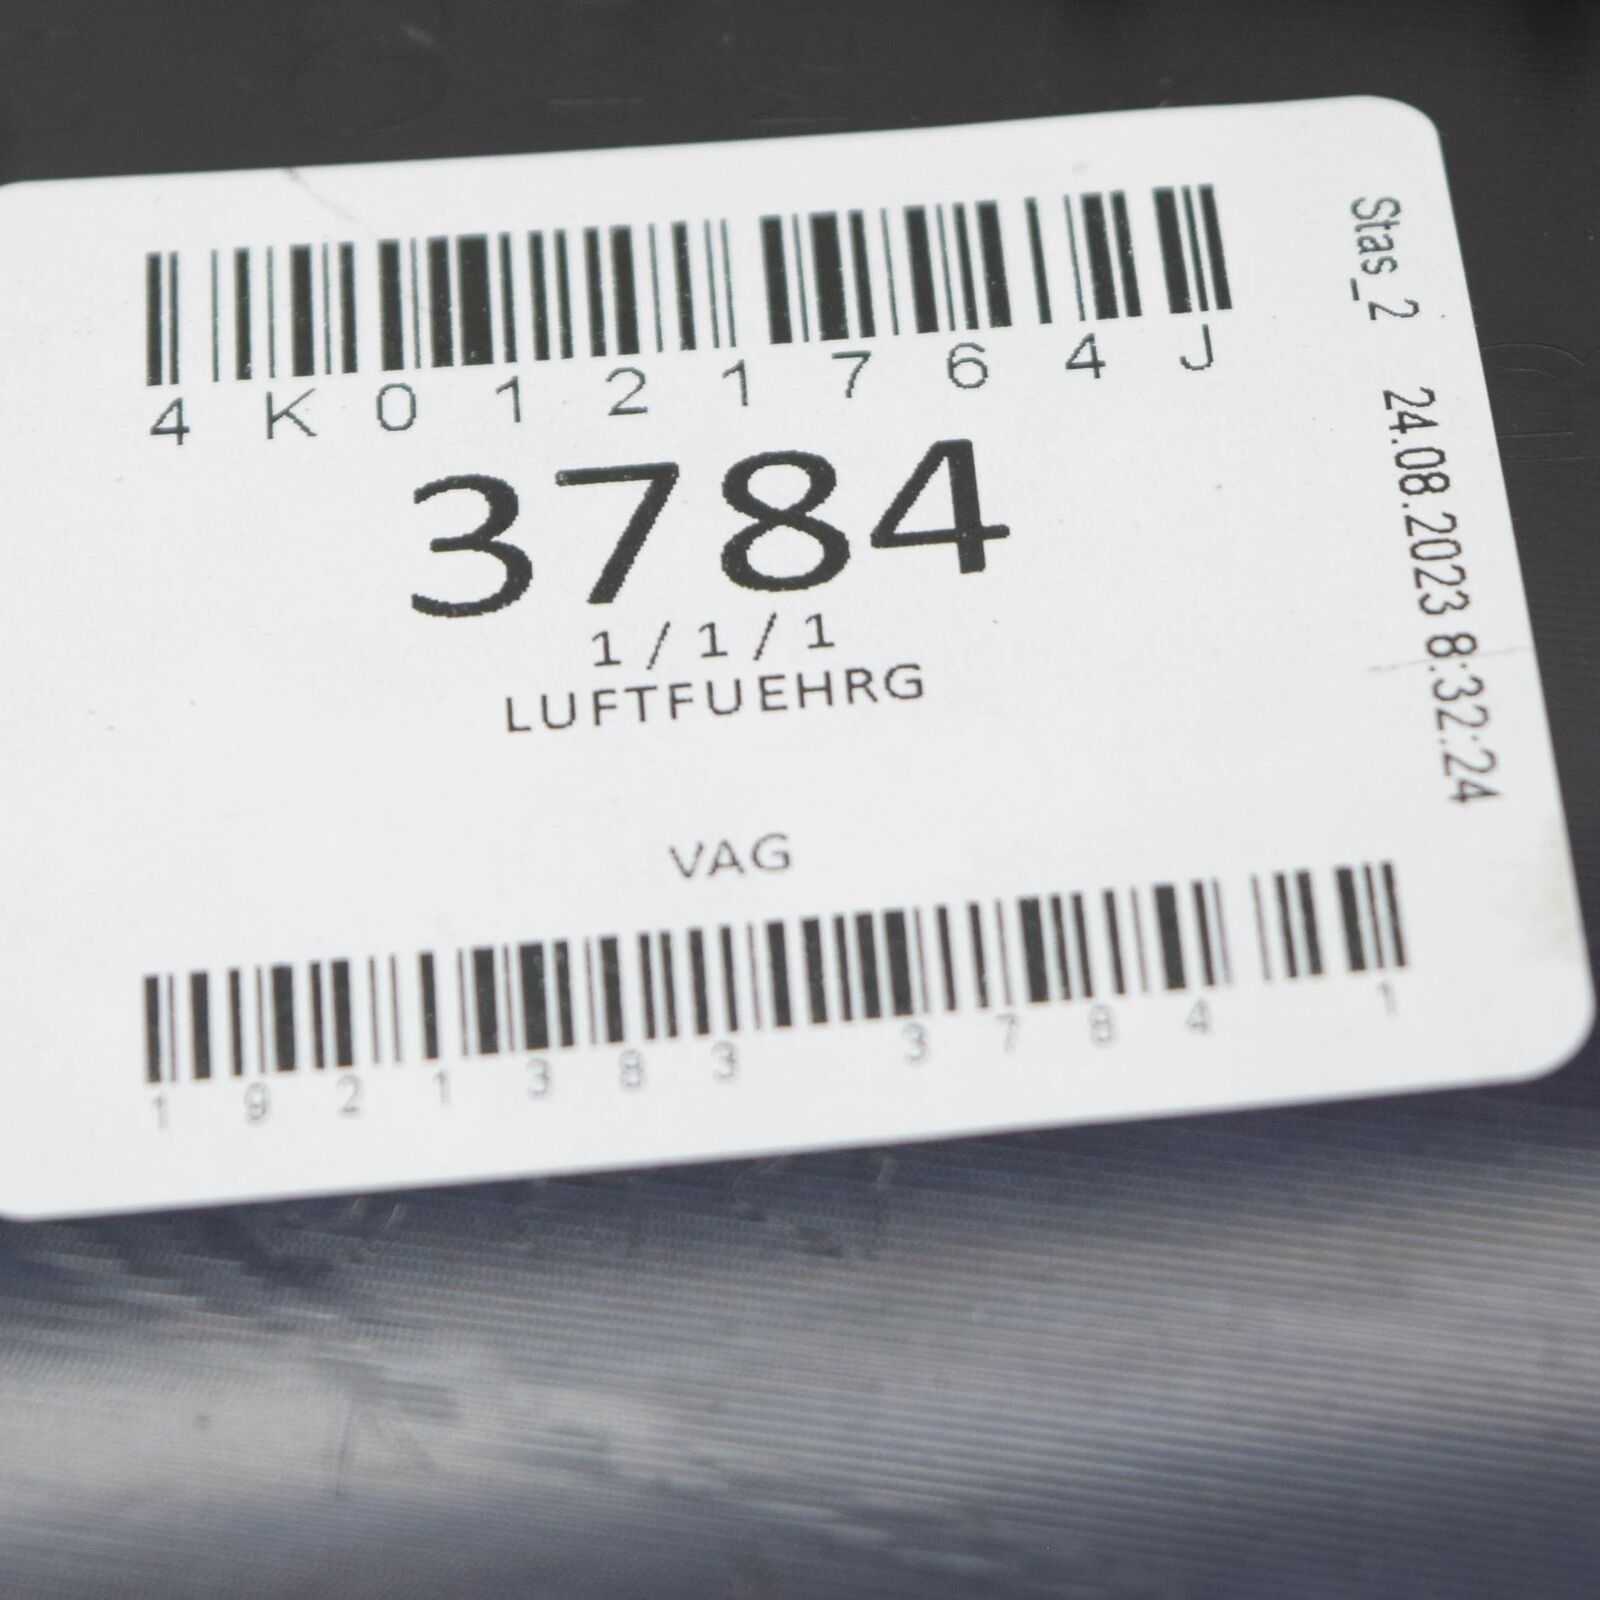 4K0121764J
3784
1/1/1
LUFTFUEHRG
VAG
1921383 3784 1
Stas_2 24.08.2023 8:32:24